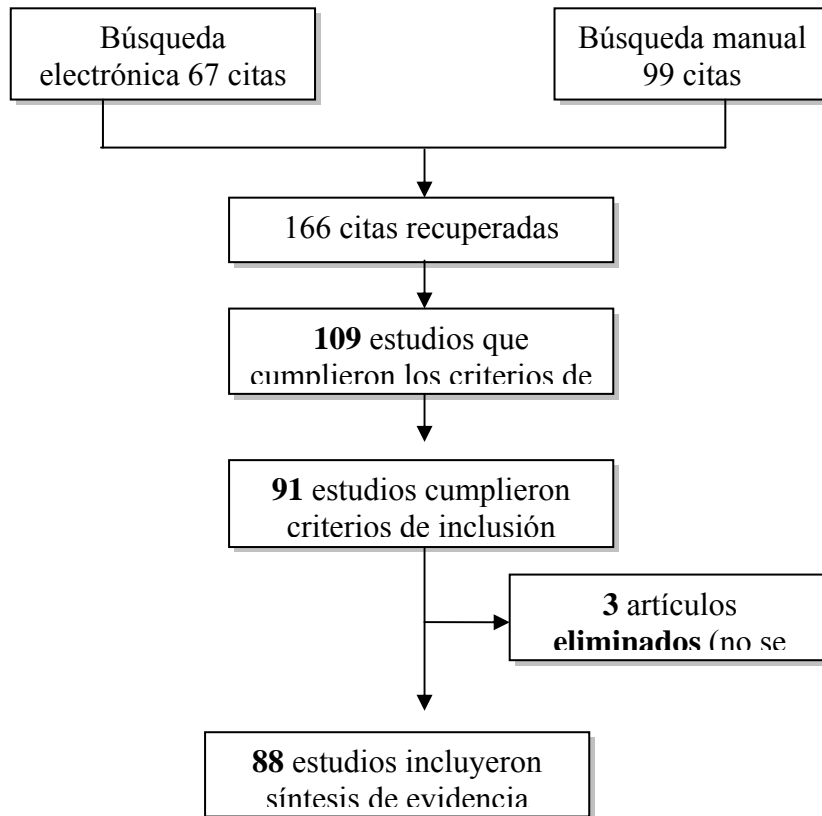 Búsqueda
electrónica 67 citas
Búsqueda manual
99 citas
166 citas recuperadas
109 estudios que
cumplieron los criterios de
91 estudios cumplieron
criterios de inclusión
3 artículos
eliminados (no se
88 estudios incluyeron
síntesis de evidencia